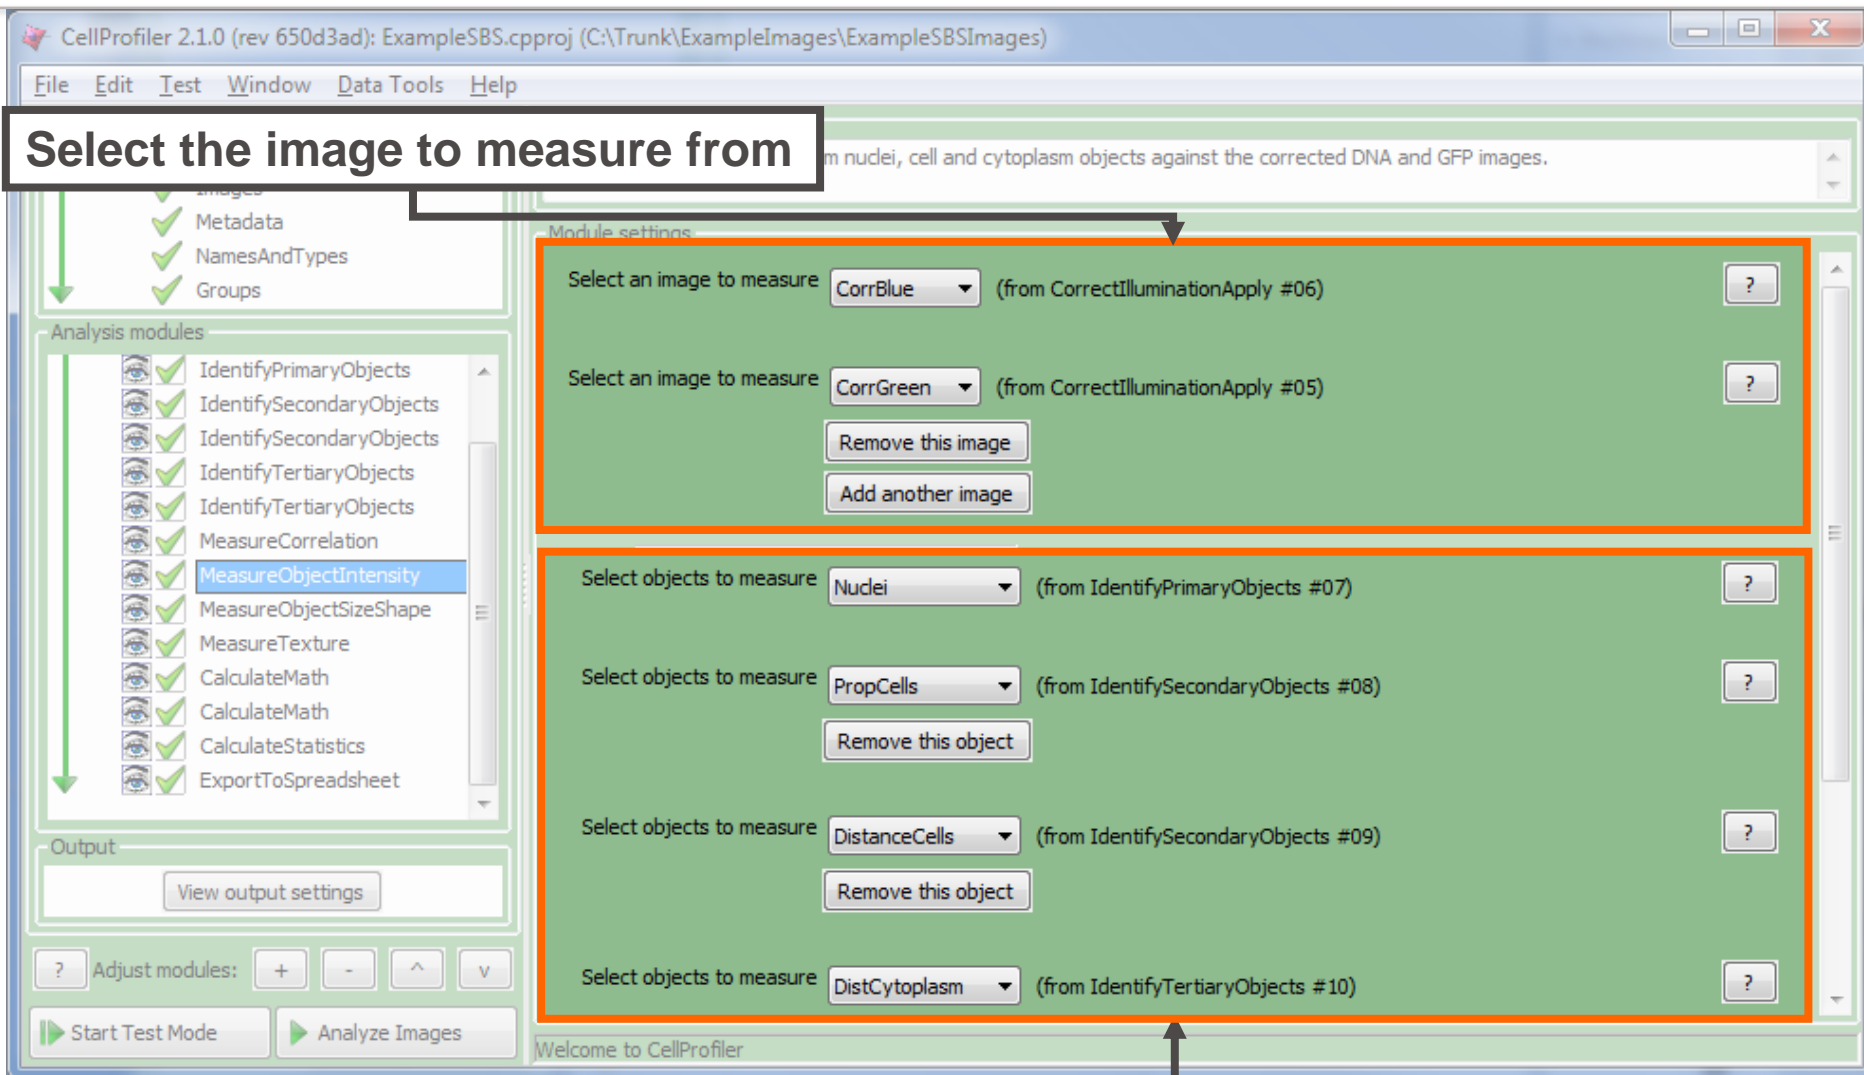 CellProfiler 2.1.0 (rev 650d3ad): ExampleSBS.cpproj (C:\Trunk\ExampleImages\ExampleSBSImages)
File Edit Test Window Data Tools Help
Select the image to measure from
m nuclei, cell and cytoplasm objects against the corrected DNA and GFP images.
Images
Metadata
NamesAndTypes
Groups
Analysis modules
IdentifyPrimaryObjects
IdentifySecondaryObjects
IdentifySecondaryObjects
IdentifyTertiaryObjects
IdentifyTertiaryObjects
MeasureCorrelation
MeasureObjectIntensity
MeasureObjectSizeShape
MeasureTexture
CalculateMath
CalculateMath
CalculateStatistics
ExportToSpreadsheet
Output
View output settings
? Adjust modules: + - ^ v
Start Test Mode Analyze Images
Module settings
Select an image to measure CorrBlue (from CorrectIlluminationApply #06) ?
Select an image to measure CorrGreen (from CorrectIlluminationApply #05) ?
Remove this image
Add another image
Select objects to measure Nuclei (from IdentifyPrimaryObjects #07) ?
Select objects to measure PropCells (from IdentifySecondaryObjects #08) ?
Remove this object
Select objects to measure DistanceCells (from IdentifySecondaryObjects #09) ?
Remove this object
Select objects to measure DistCytoplasm (from IdentifyTertiaryObjects #10) ?
Welcome to CellProfiler